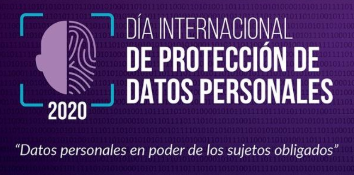 DÍA INTERNACIONAL
DE PROTECCIÓN DE
DATOS PERSONALES
2020
“Datos personales en poder de los sujetos obligados”